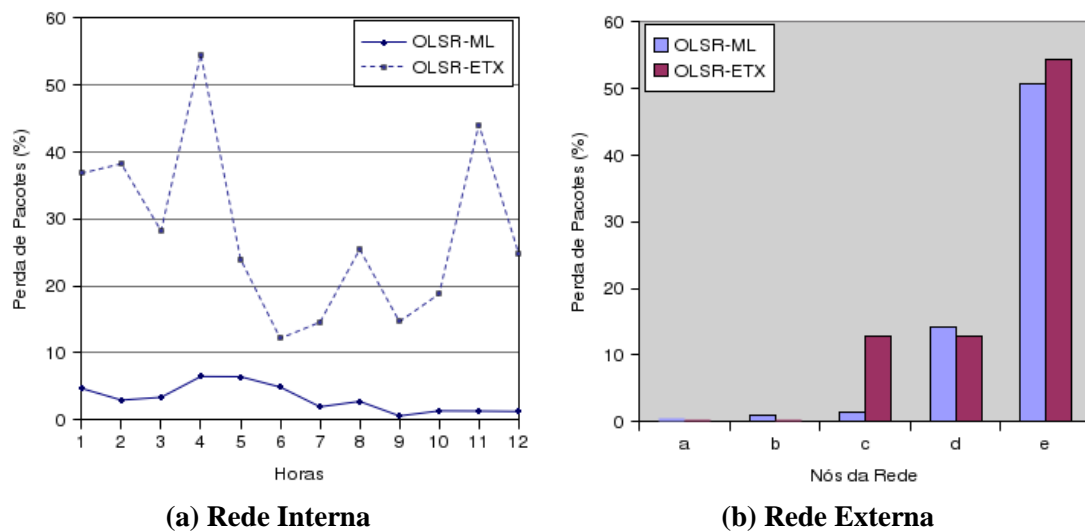 60
50
40
30
20
10
0
Perda de Pacotes (%)
OLSR-ML
OLSR-ETX
1 2 3 4 5 6 7 8 9 10 11 12
Horas
(a) Rede Interna
60
50
40
30
20
10
0
Perda de Pacotes (%)
OLSR-ML
OLSR-ETX
a b c d e
Nós da Rede
(b) Rede Externa